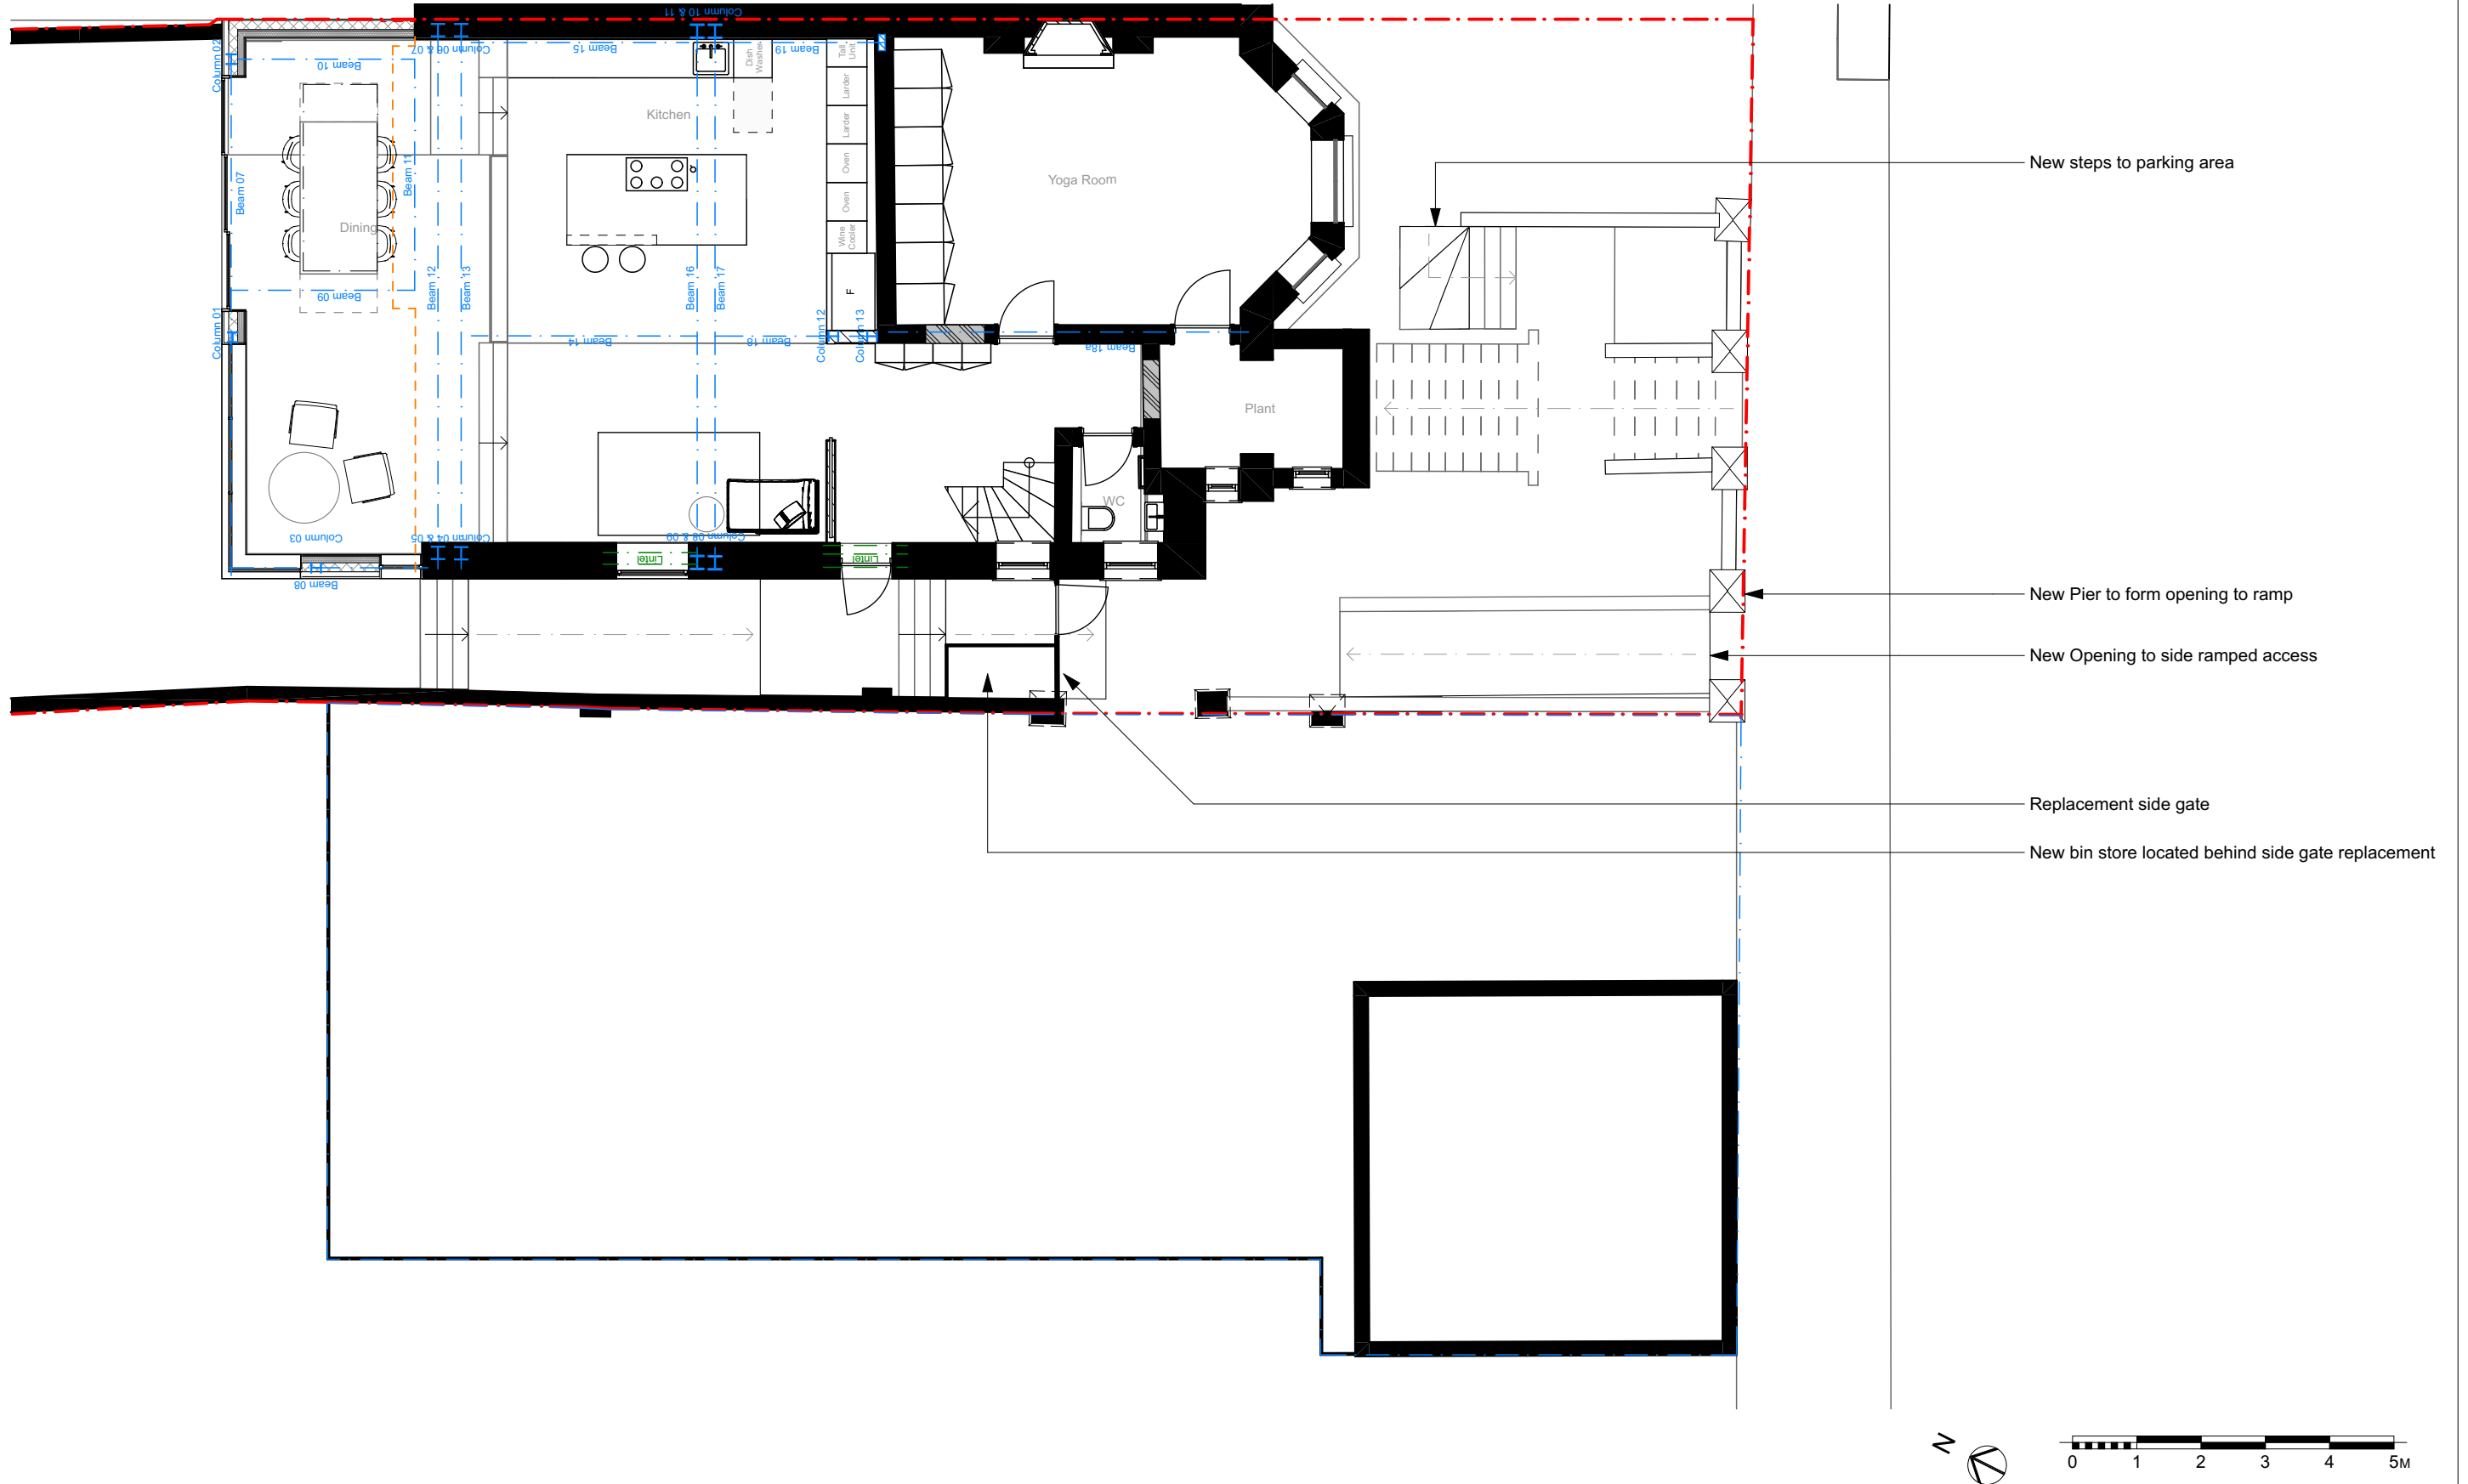 Column 10 & 11
Column 02
Beam 10
Column 06 & 07
Beam 15
Beam 19
Dish
Washer
Tall
Unit
Larder
Larder
Oven
Oven
Wine
Cooler
F
Kitchen
Yoga Room
Beam 07
Beam 11
Dining
Beam 09
Beam 12
Beam 13
Beam 16
Beam 17
Column 01
Beam 14
Beam 18
Column 12
Column 13
Beam 18a
Plant
WC
Column 03
Column 04 & 05
Column 08 & 09
Lintel
Lintel
Beam 08
New steps to parking area
New Pier to form opening to ramp
New Opening to side ramped access
Replacement side gate
New bin store located behind side gate replacement
N
0 1 2 3 4 5M